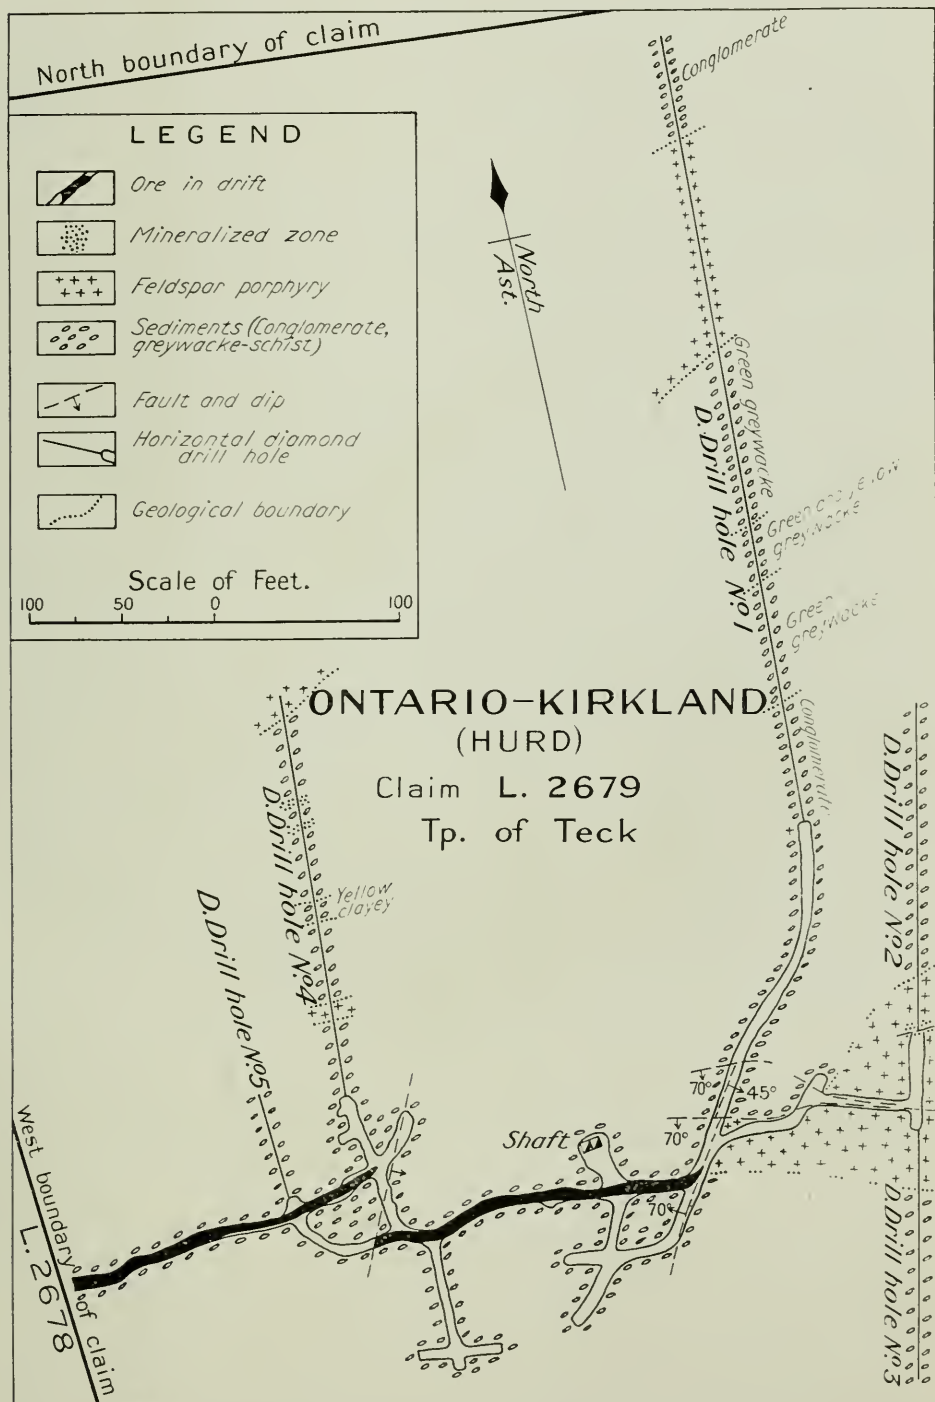 North boundary of claim
LEGEND
Ore in drift
Mineralized zone
Feldspar porphyry
Sediments (Conglomerate,
greywacke-schist)
Fault and dip
Horizontal diamond
drill hole
Geological boundary
Scale of Feet.
100 50 0 100
North
Ast.
Conglomerate
Green greywacke
D. Drill hole No. 1
Green and yellow
greywacke
Green
greywacke
Conglomerate
ONTARIO-KIRKLAND
(HURD)
Claim L. 2679
Tp. of Teck
D. Drill hole No. 4
Yellow
clayey
D. Drill hole No. 5
D. Drill hole No. 2
D. Drill hole No. 3
Shaft
70°
45°
70°
70°
West boundary of claim
L. 2678